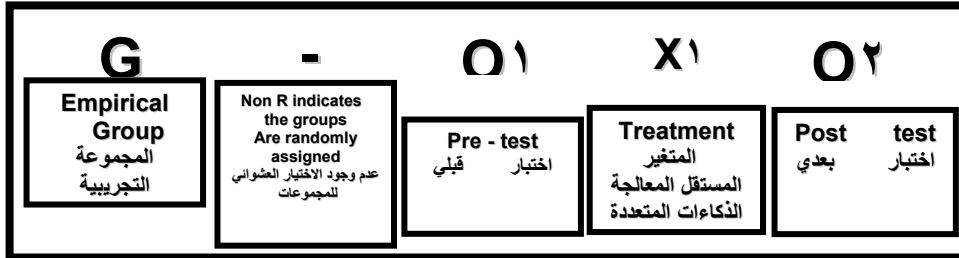 G - O١ X١ O٢
Empirical
Group
المجموعة
التجريبية
Non R indicates
the groups
Are randomly
assigned
عدم وجود الاختيار العشوائي
للمجموعات
Pre - test
اختبار قبلي
Treatment
المتغير
المستقل المعالجة
الذكاءات المتعددة
Post test
اختبار بعدي